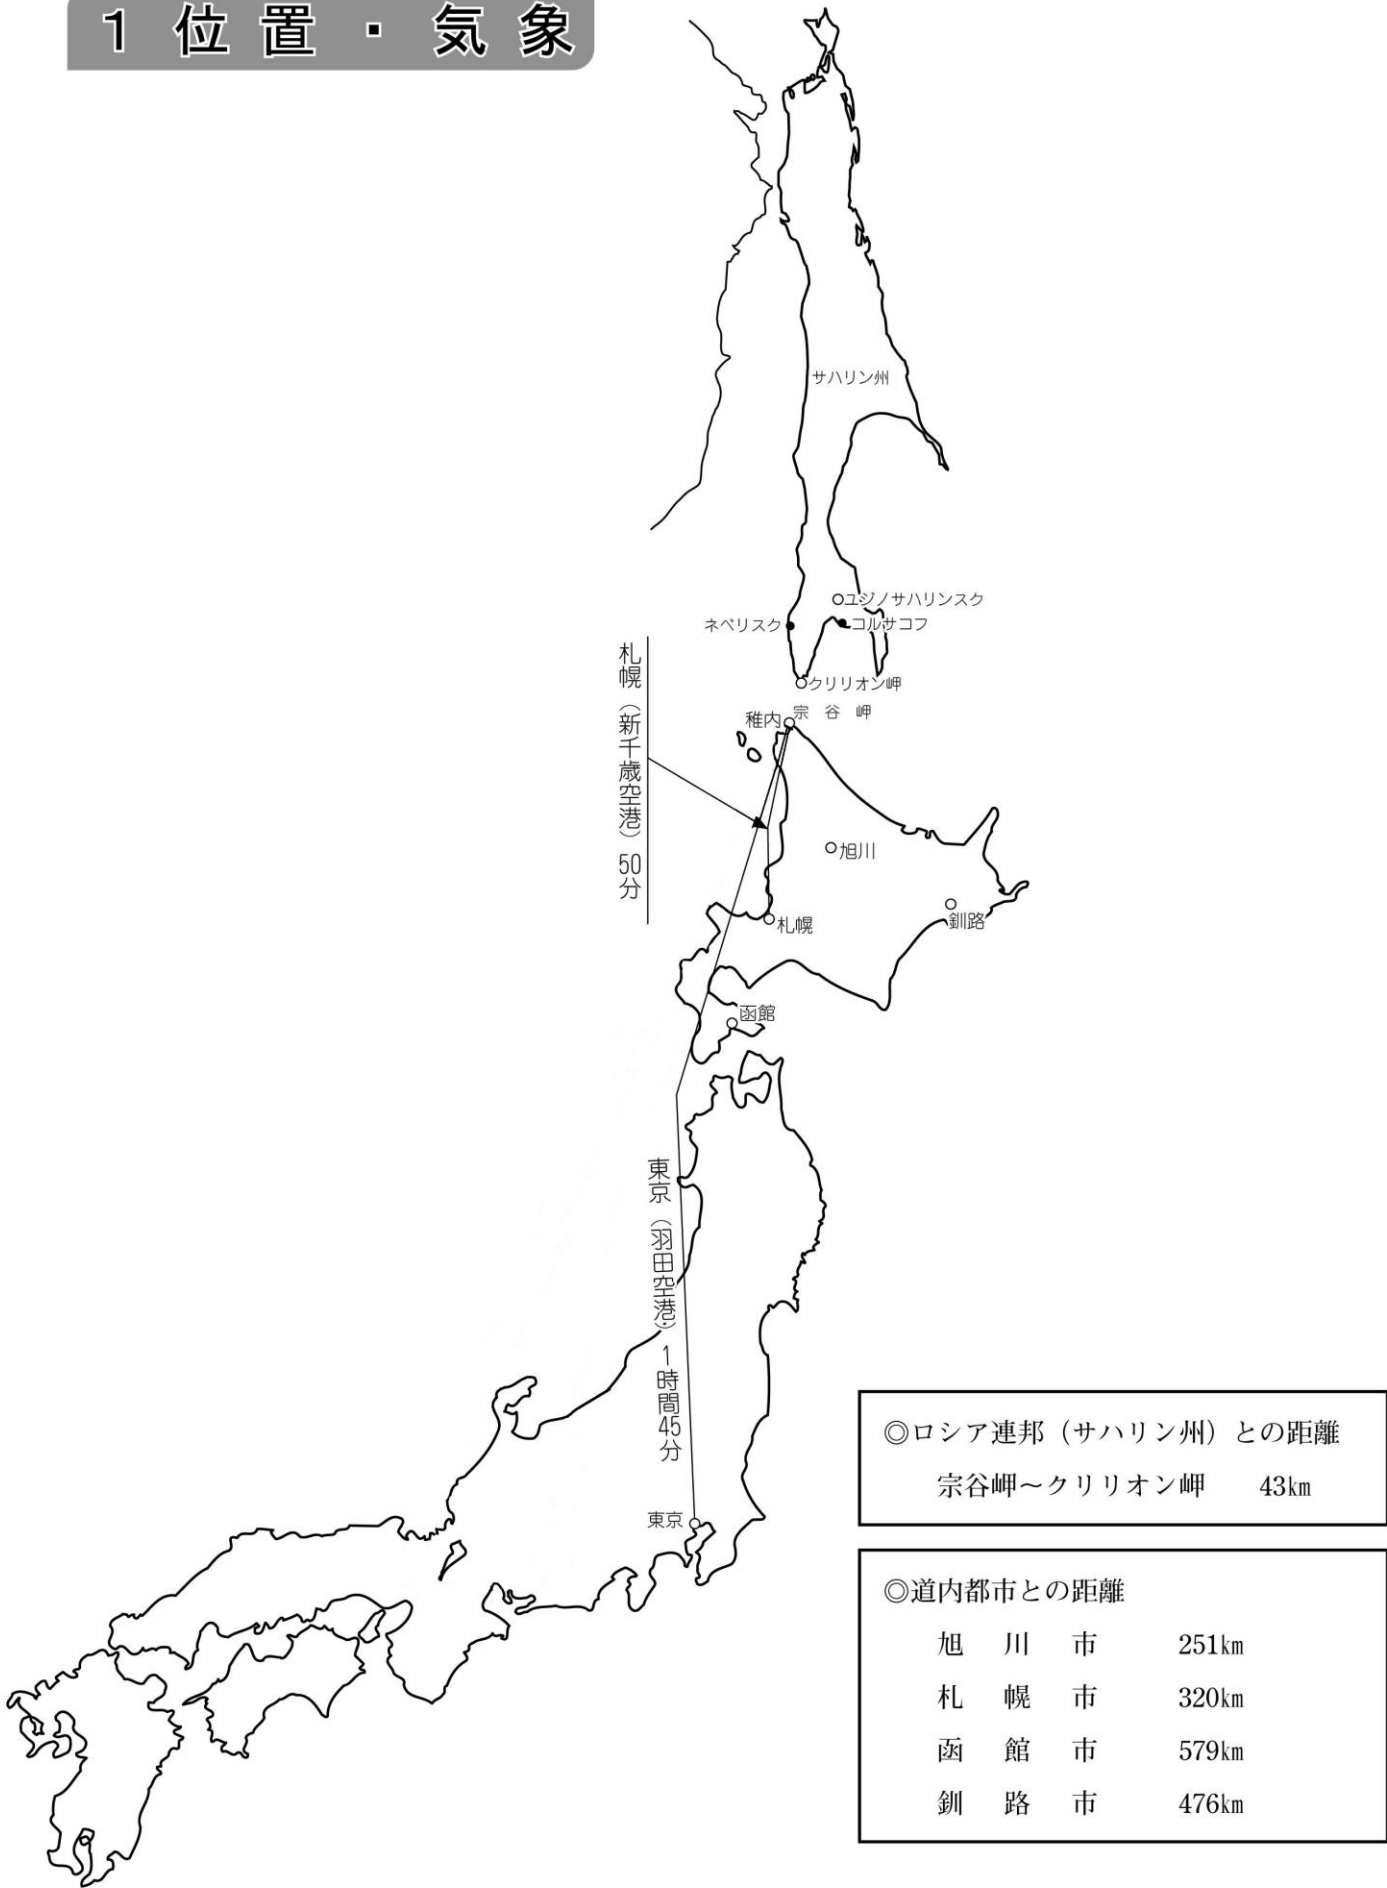 1 位置・気象
サハリン州
ユジノサハリンスク
ネベリスク
コルサコフ
クリリオン岬
稚内
宗谷岬
札幌（新千歳空港）50分
旭川
釧路
札幌
函館
東京（羽田空港）1時間45分
東京
◎ロシア連邦（サハリン州）との距離
宗谷岬～クリリオン岬 43㎞
◎道内都市との距離
旭川市 251㎞
札幌市 320㎞
函館市 579㎞
釧路市 476㎞